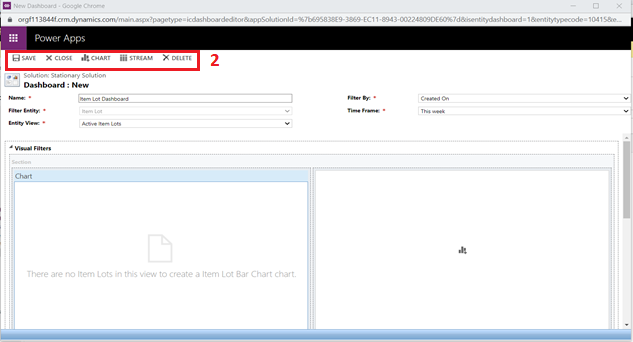 New Dashboard - Google Chrome
orgf113844f.crm.dynamics.com/main.aspx?pagetype=icdashboardeditor&appSolutionId=%7b695838E9-3869-EC11-8943-00224809DE60%7d&isentitydashboard=1&entitytypecode=10415&e...
Power Apps
SAVE CLOSE CHART STREAM DELETE 2
Solution: Stationary Solution
Dashboard : New
Name: * Item Lot Dashboard Filter By: * Created On
Filter Entity: * Item Lot Time Frame: * This week
Entity View: * Active Item Lots
Visual Filters
Section
Chart
There are no Item Lots in this view to create a Item Lot Bar Chart chart.